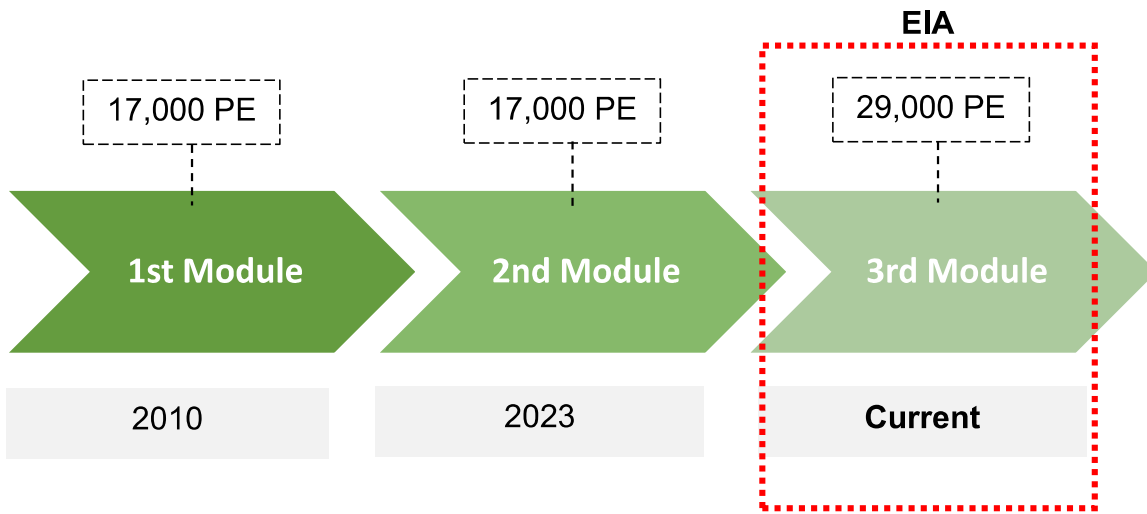 EIA
17,000 PE
17,000 PE
29,000 PE
1st Module
2nd Module
3rd Module
2010
2023
Current